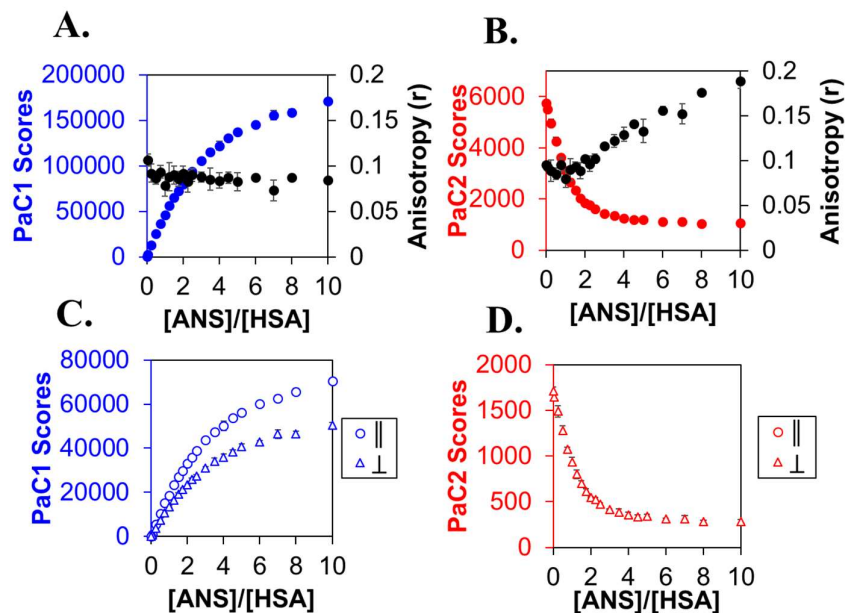 A.
B.
200000
150000
100000
50000
0
PaC1 Scores
0.2
0.15
0.1
0.05
0
Anisotropy (r)
0 2 4 6 8 10
[ANS]/[HSA]
6000
4000
2000
0
PaC2 Scores
0.2
0.15
0.1
0.05
0
Anisotropy (r)
0 2 4 6 8 10
[ANS]/[HSA]
C.
D.
80000
60000
40000
20000
0
PaC1 Scores
0 2 4 6 8 10
[ANS]/[HSA]
||
⊥
2000
1500
1000
500
0
PaC2 Scores
0 2 4 6 8 10
[ANS]/[HSA]
||
⊥